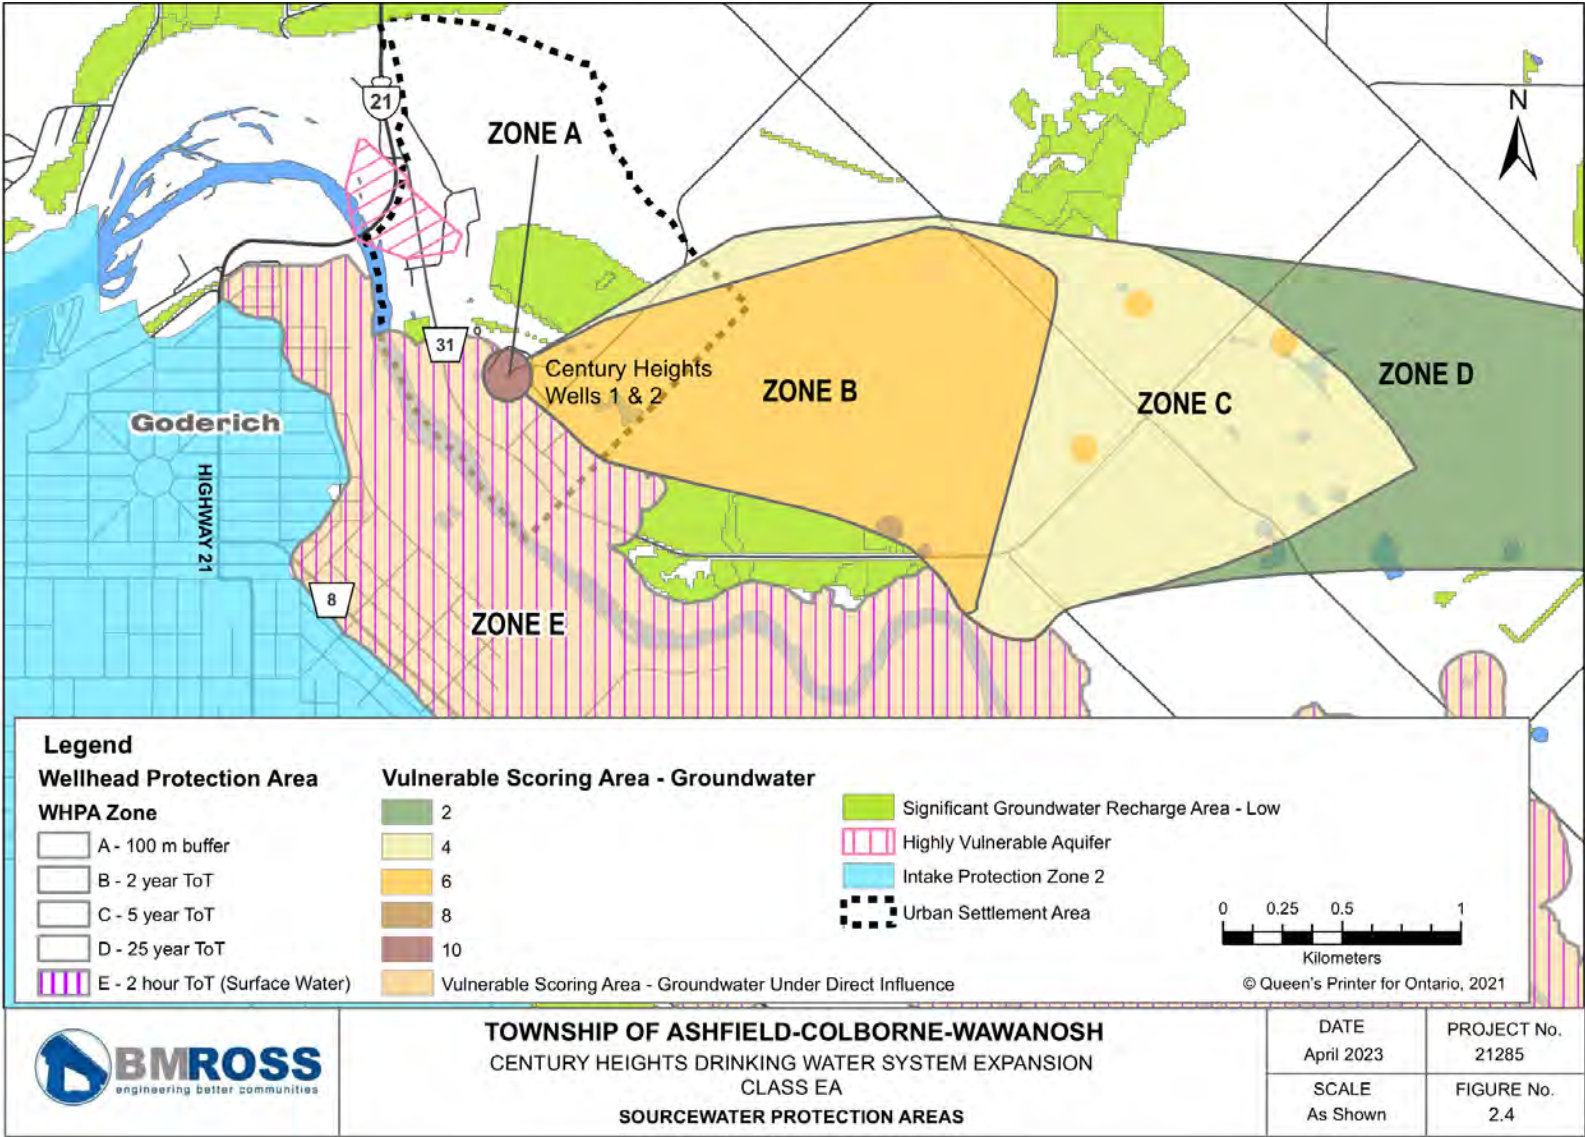 21
ZONE A
N
31
Century Heights
Wells 1 & 2
ZONE B
ZONE C
ZONE D
Goderich
HIGHWAY 21
8
ZONE E
Legend
Wellhead Protection Area
WHPA Zone
A - 100 m buffer
B - 2 year ToT
C - 5 year ToT
D - 25 year ToT
E - 2 hour ToT (Surface Water)
Vulnerable Scoring Area - Groundwater
2
4
6
8
10
Vulnerable Scoring Area - Groundwater Under Direct Influence
Significant Groundwater Recharge Area - Low
Highly Vulnerable Aquifer
Intake Protection Zone 2
Urban Settlement Area
0 0.25 0.5 1
Kilometers
© Queen's Printer for Ontario, 2021
BMROSS
engineering better communities
TOWNSHIP OF ASHFIELD-COLBORNE-WAWANOSH
CENTURY HEIGHTS DRINKING WATER SYSTEM EXPANSION
CLASS EA
SOURCEWATER PROTECTION AREAS
DATE
April 2023
PROJECT No.
21285
SCALE
As Shown
FIGURE No.
2.4